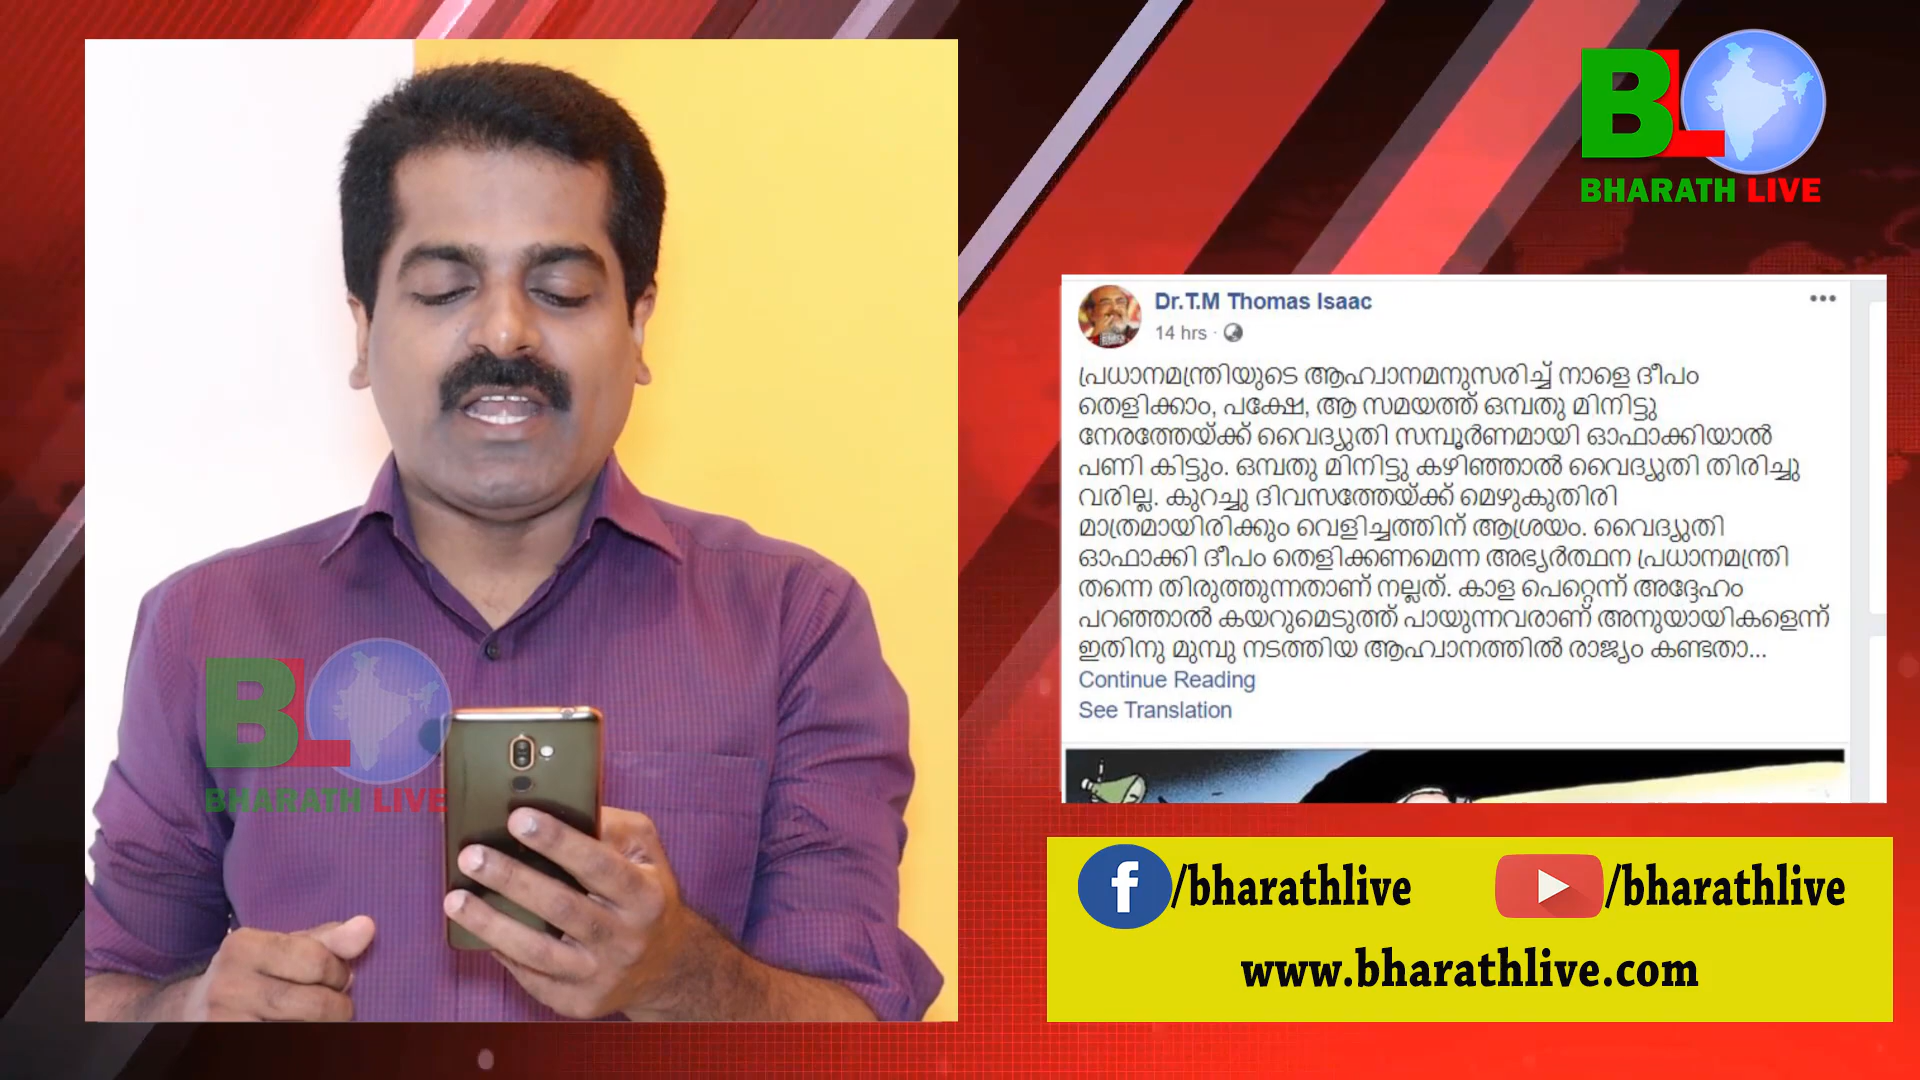 BL
BHARATH LIVE
Dr.T.M Thomas Isaac
14 hrs ·
പ്രധാനമന്ത്രിയുടെ ആഹ്വാനമനുസരിച്ച് നാളെ ദീപം
തെളിക്കാം, പക്ഷേ, ആ സമയത്ത് ഒമ്പതു മിനിട്ടു
നേരത്തേയ്ക്ക് വൈദ്യുതി സമ്പൂർണമായി ഓഫാക്കിയാൽ
പണി കിട്ടും. ഒമ്പതു മിനിട്ടു കഴിഞ്ഞാൽ വൈദ്യുതി തിരിച്ചു
വരില്ല. കുറച്ചു ദിവസത്തേയ്ക്ക് മെഴുകുതിരി
മാത്രമായിരിക്കും വെളിച്ചത്തിന് ആശ്രയം. വൈദ്യുതി
ഓഫാക്കി ദീപം തെളിക്കണമെന്ന അഭ്യർത്ഥന പ്രധാനമന്ത്രി
തന്നെ തിരുത്തുന്നതാണ് നല്ലത്. കാള പെറ്റെന്ന് അദ്ദേഹം
പറഞ്ഞാൽ കയറുമെടുത്ത് പായുന്നവരാണ് അനുയായികളെന്ന്
ഇതിനു മുമ്പു നടത്തിയ ആഹ്വാനത്തിൽ രാജ്യം കണ്ടതാ...
Continue Reading
See Translation
BL
BHARATH LIVE
/bharathlive
/bharathlive
www.bharathlive.com